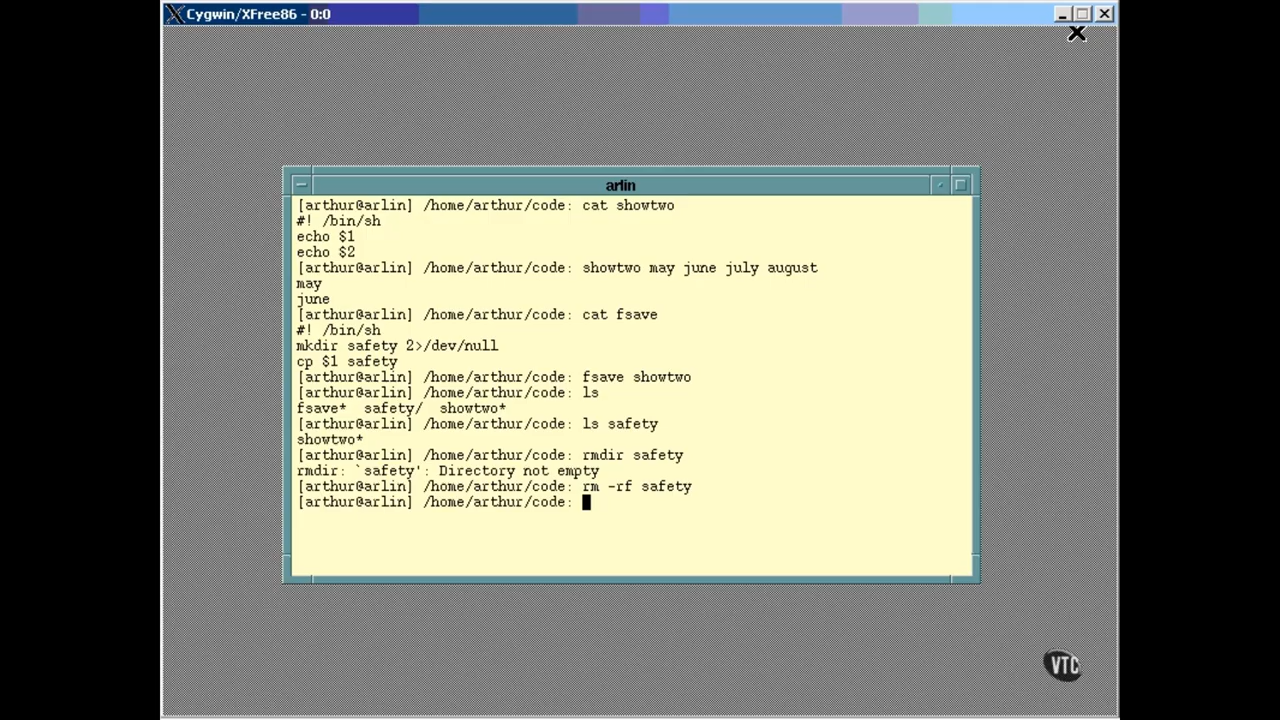 Cygwin/XFree86 - 0:0
arlin
[arthur@arlin] /home/arthur/code: cat showtwo
#! /bin/sh
echo $1
echo $2
[arthur@arlin] /home/arthur/code: showtwo may june july august
may
june
[arthur@arlin] /home/arthur/code: cat fsave
#! /bin/sh
mkdir safety 2>/dev/null
cp $1 safety
[arthur@arlin] /home/arthur/code: fsave showtwo
[arthur@arlin] /home/arthur/code: ls
fsave*  safety/  showtwo*
[arthur@arlin] /home/arthur/code: ls safety
showtwo*
[arthur@arlin] /home/arthur/code: rmdir safety
rmdir: `safety': Directory not empty
[arthur@arlin] /home/arthur/code: rm -rf safety
[arthur@arlin] /home/arthur/code:
VTC